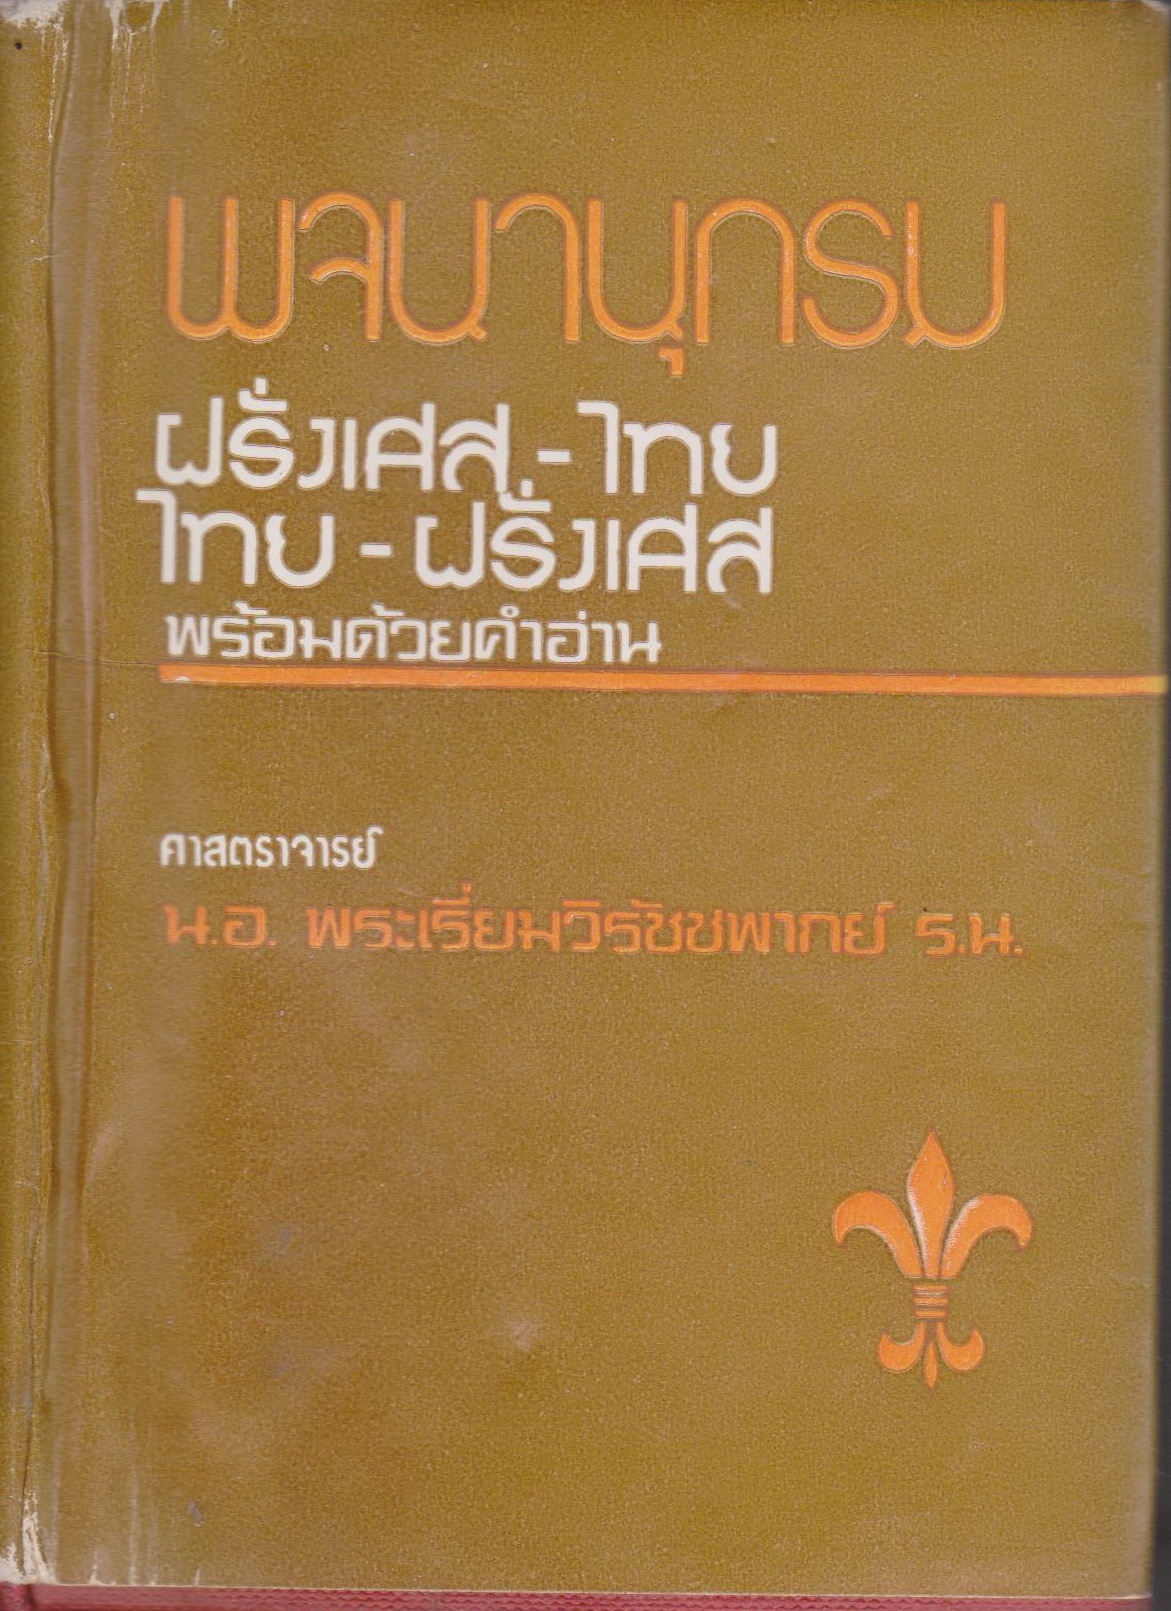 พจนานุกรม
ฝรั่งเศส-ไทย
ไทย-ฝรั่งเศส
พร้อมด้วยคำอ่าน
ศาสตราจารย์
น.อ. พระเรี่ยมวิรัชชพากย์ ร.น.